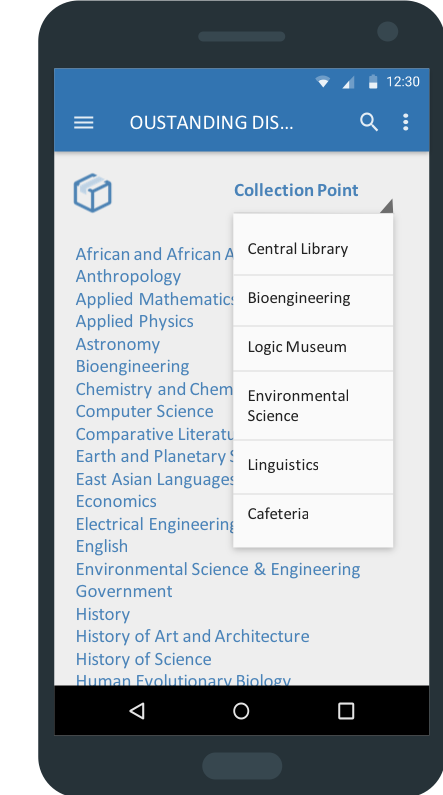 12:30
OUSTANDING DIS...
Collection Point
Central Library
Bioengineering
Logic Museum
Environmental
Science
Linguistics
Cafeteria
African and African A
Anthropology
Applied Mathematics
Applied Physics
Astronomy
Bioengineering
Chemistry and Chem
Computer Science
Comparative Literatu
Earth and Planetary S
East Asian Languages
Economics
Electrical Engineering
English
Environmental Science & Engineering
Government
History
History of Art and Architecture
History of Science
Human Evolutionary Biology